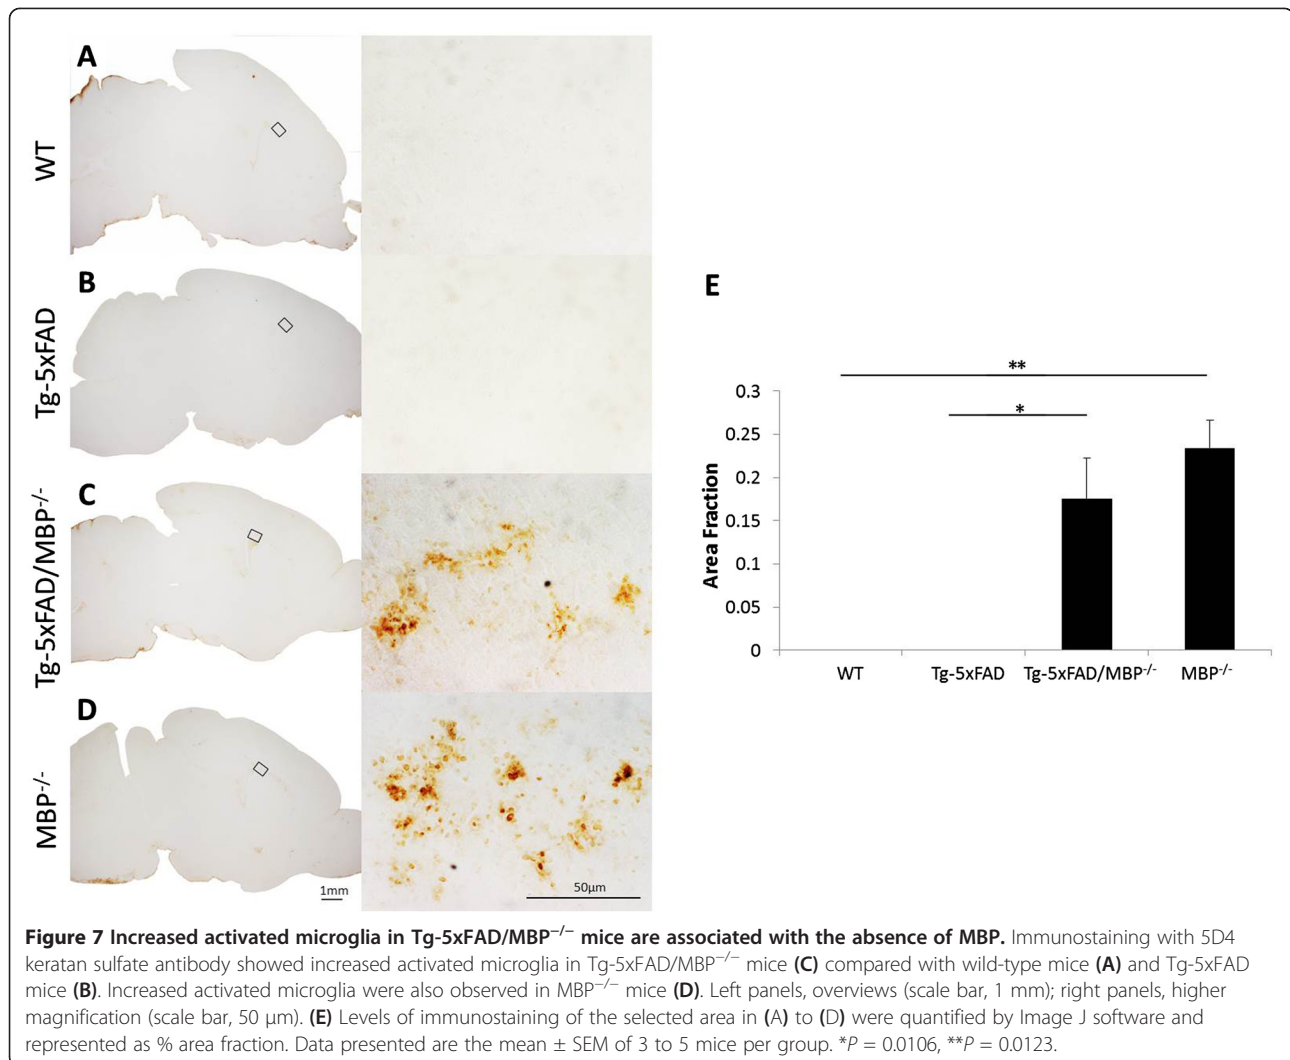 A
WT
B
Tg-5xFAD
C
Tg-5xFAD/MBP-/-
D
MBP-/-
1mm
50µm
E
**
*
0.3
0.25
0.2
0.15
0.1
0.05
0
Area Fraction
WT Tg-5xFAD Tg-5xFAD/MBP-/- MBP-/-
Figure 7 Increased activated microglia in Tg-5xFAD/MBP−/− mice are associated with the absence of MBP. Immunostaining with 5D4
keratan sulfate antibody showed increased activated microglia in Tg-5xFAD/MBP−/− mice (C) compared with wild-type mice (A) and Tg-5xFAD
mice (B). Increased activated microglia were also observed in MBP−/− mice (D). Left panels, overviews (scale bar, 1 mm); right panels, higher
magnification (scale bar, 50 µm). (E) Levels of immunostaining of the selected area in (A) to (D) were quantified by Image J software and
represented as % area fraction. Data presented are the mean ± SEM of 3 to 5 mice per group. *P = 0.0106, **P = 0.0123.